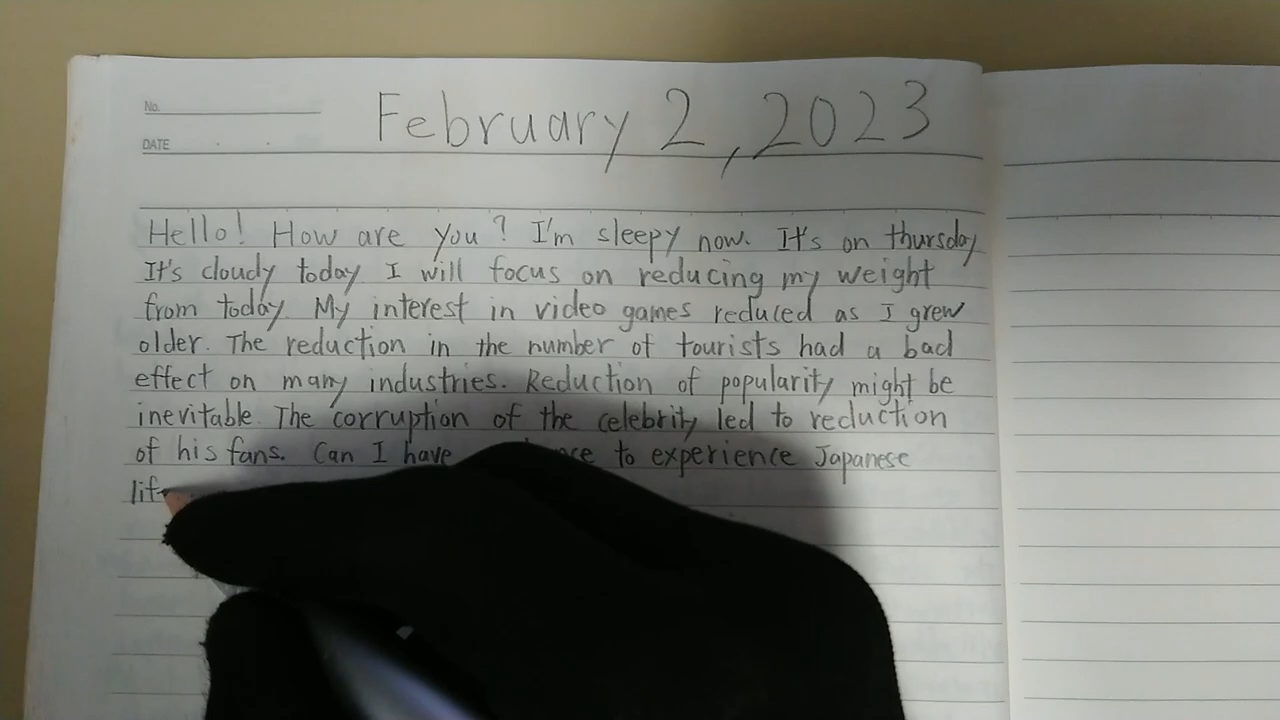 No.
February 2, 2023
DATE
Hello! How are you? I'm sleepy now. It's on thursday
It's cloudy today I will focus on reducing my weight
from today. My interest in video games reduced as I grew
older. The reduction in the number of tourists had a bad
effect on many industries. Reduction of popularity might be
inevitable. The corruption of the celebrity led to reduction
of his fans. Can I have to experience Japanese